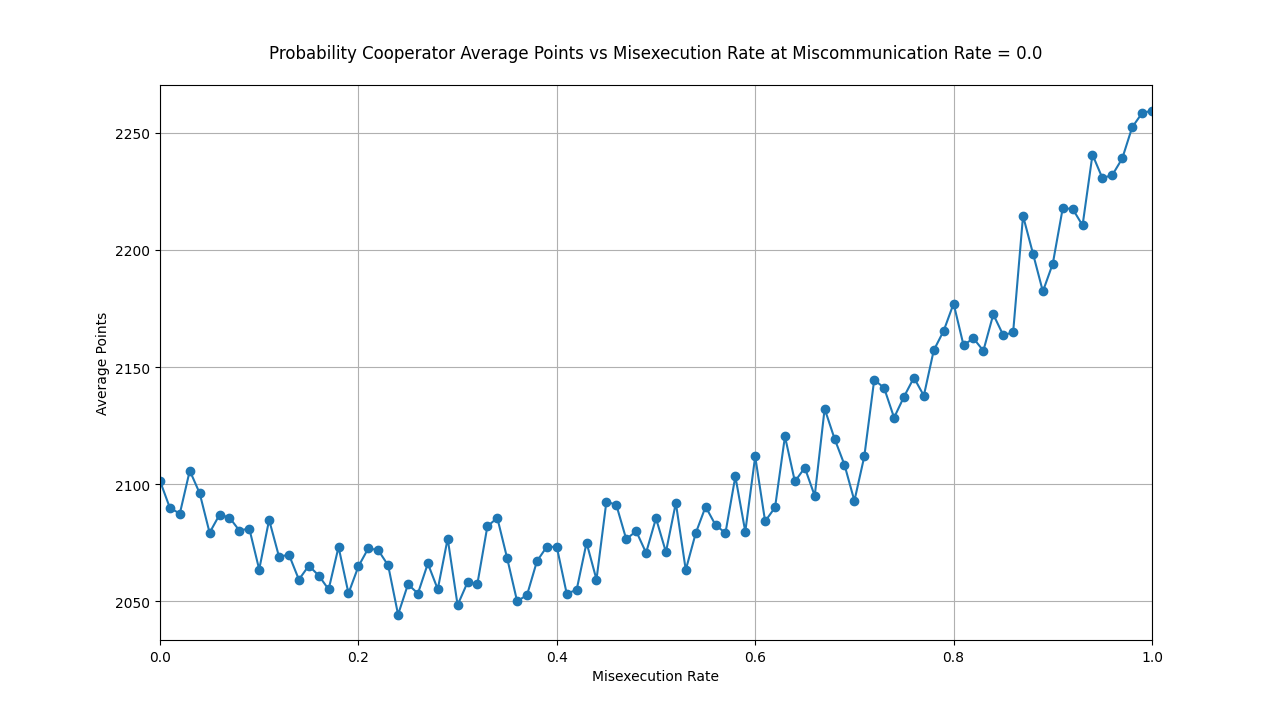 Probability Cooperator Average Points vs Misexecution Rate at Miscommunication Rate = 0.0
2250
2200
2150
2100
2050
Average Points
0.0 0.2 0.4 0.6 0.8 1.0
Misexecution Rate